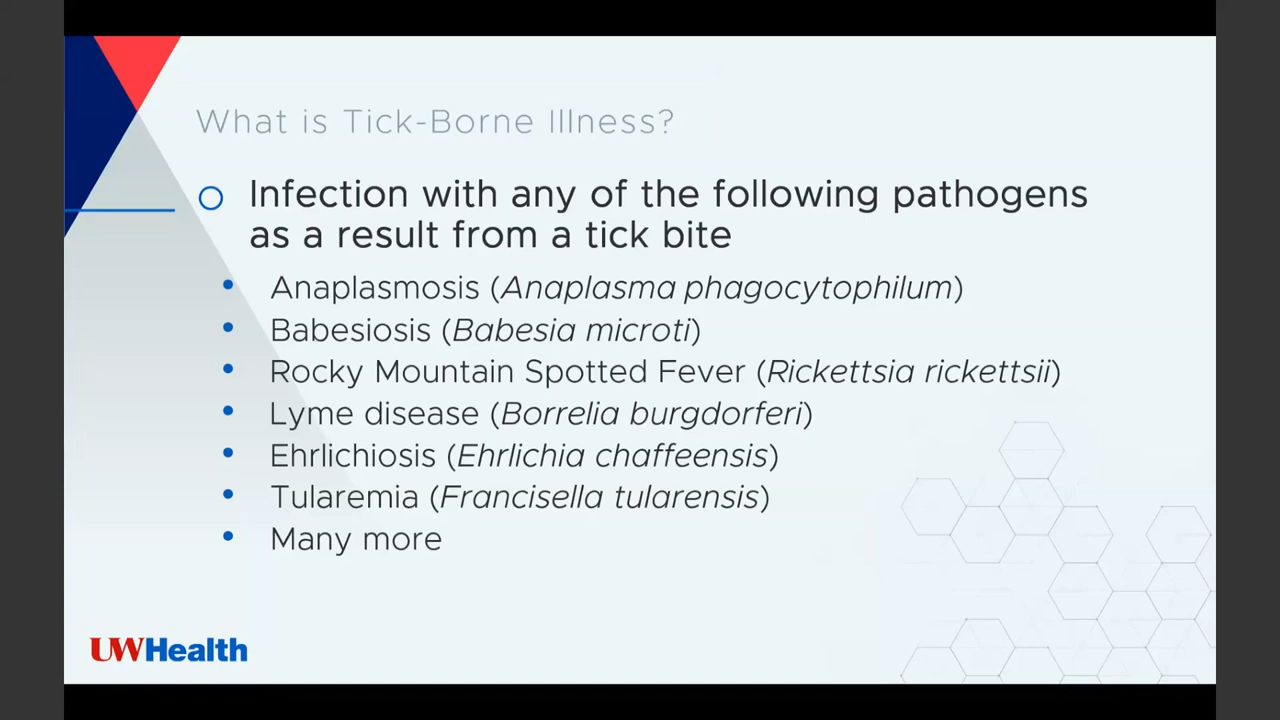 What is Tick-Borne Illness?
Infection with any of the following pathogens
as a result from a tick bite
Anaplasmosis (Anaplasma phagocytophilum)
Babesiosis (Babesia microti)
Rocky Mountain Spotted Fever (Rickettsia rickettsii)
Lyme disease (Borrelia burgdorferi)
Ehrlichiosis (Ehrlichia chaffeensis)
Tularemia (Francisella tularensis)
Many more
UWHealth